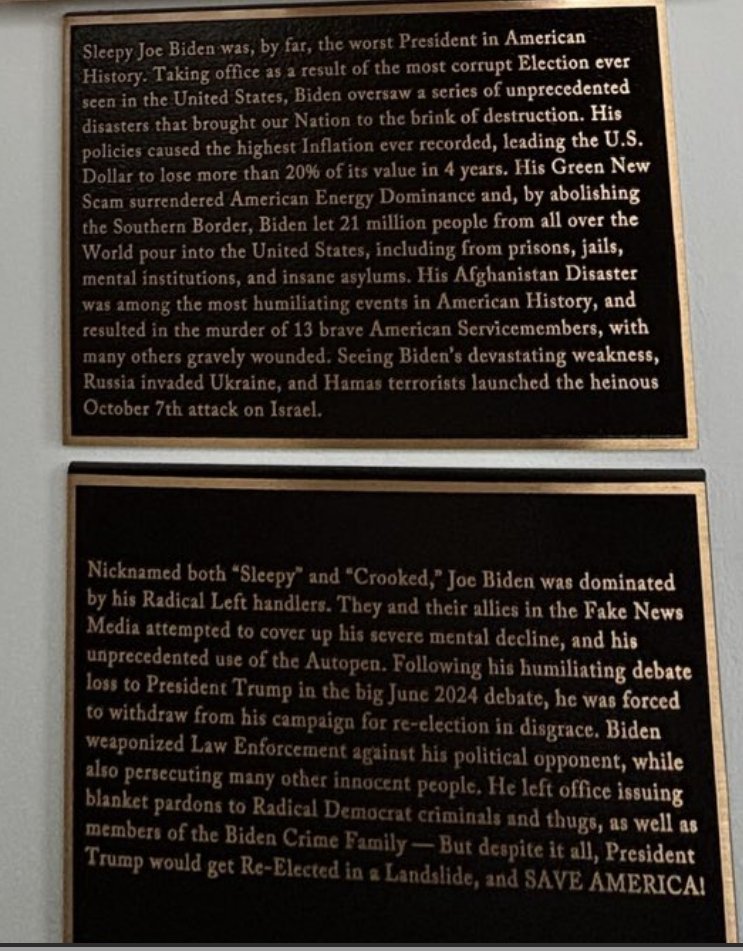 Sleepy Joe Biden was, by far, the worst President in American
History. Taking office as a result of the most corrupt Election ever
seen in the United States, Biden oversaw a series of unprecedented
disasters that brought our Nation to the brink of destruction. His
policies caused the highest Inflation ever recorded, leading the U.S.
Dollar to lose more than 20% of its value in 4 years. His Green New
Scam surrendered American Energy Dominance and, by abolishing
the Southern Border, Biden let 21 million people from all over the
World pour into the United States, including from prisons, jails,
mental institutions, and insane asylums. His Afghanistan Disaster
was among the most humiliating events in American History, and
resulted in the murder of 13 brave American Servicemembers, with
many others gravely wounded. Seeing Biden's devastating weakness,
Russia invaded Ukraine, and Hamas terrorists launched the heinous
October 7th attack on Israel.
Nicknamed both “Sleepy” and “Crooked,” Joe Biden was dominated
by his Radical Left handlers. They and their allies in the Fake News
Media attempted to cover up his severe mental decline, and his
unprecedented use of the Autopen. Following his humiliating debate
loss to President Trump in the big June 2024 debate, he was forced
to withdraw from his campaign for re-election in disgrace. Biden
weaponized Law Enforcement against his political opponent, while
also persecuting many other innocent people. He left office issuing
blanket pardons to Radical Democrat criminals and thugs, as well as
members of the Biden Crime Family — But despite it all, President
Trump would get Re-Elected in a Landslide, and SAVE AMERICA!